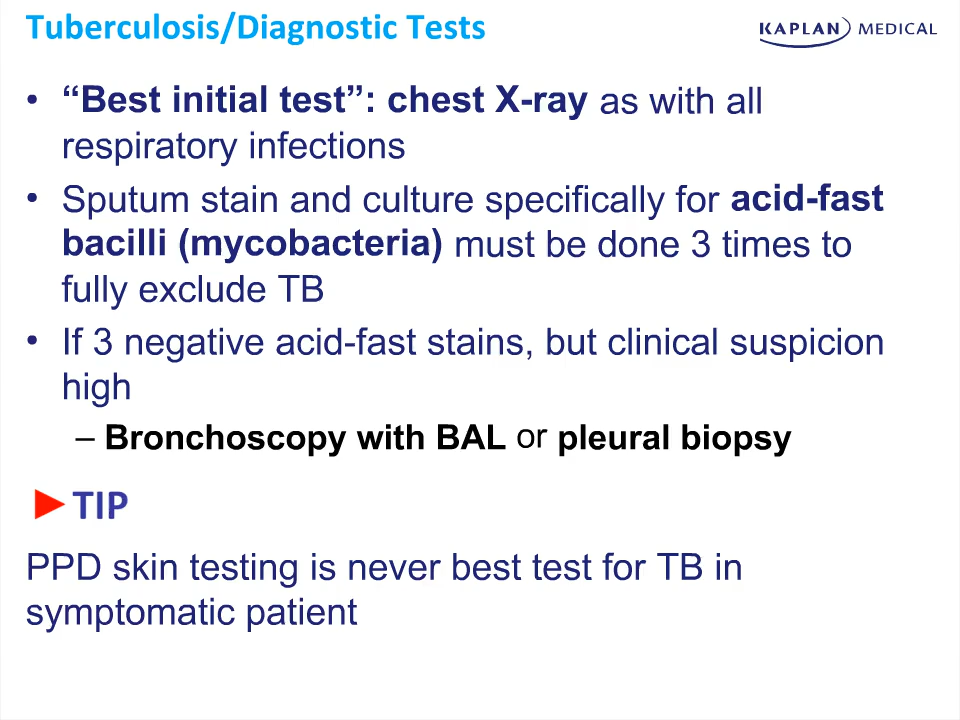 Tuberculosis/Diagnostic Tests
KAPLAN MEDICAL
• “Best initial test”: chest X-ray as with all
respiratory infections
• Sputum stain and culture specifically for acid-fast
bacilli (mycobacteria) must be done 3 times to
fully exclude TB
• If 3 negative acid-fast stains, but clinical suspicion
high
– Bronchoscopy with BAL or pleural biopsy
►TIP
PPD skin testing is never best test for TB in
symptomatic patient